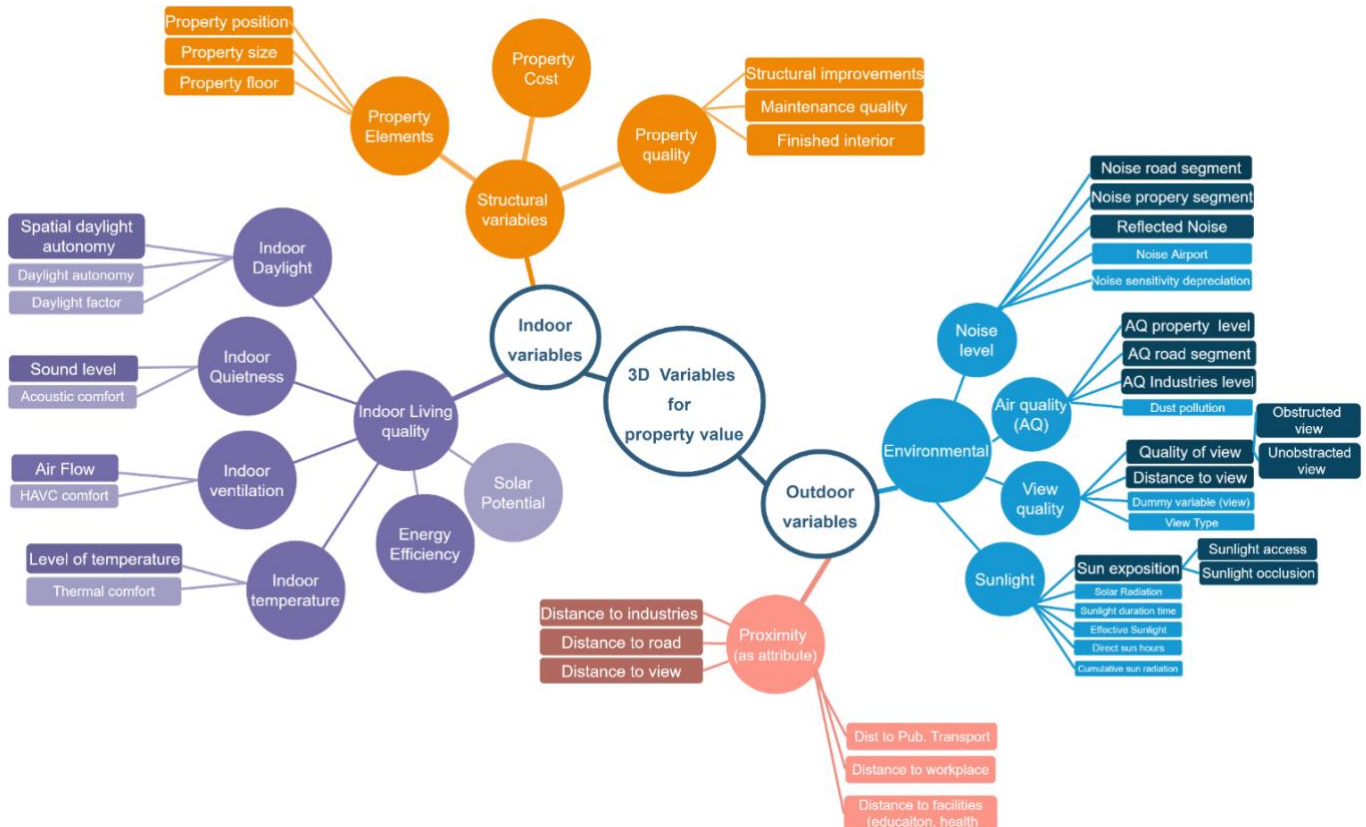 Property position
Property size
Property floor
Property
Elements
Property
Cost
Property
quality
Structural improvements
Maintenance quality
Finished interior
Structural
variables
Spatial daylight
autonomy
Daylight autonomy
Daylight factor
Indoor
Daylight
Sound level
Acoustic comfort
Indoor
Quietness
Air Flow
HAVC comfort
Indoor
ventilation
Level of temperature
Thermal comfort
Indoor
temperature
Indoor Living
quality
Energy
Efficiency
Solar
Potential
Indoor
variables
3D Variables
for
property value
Outdoor
variables
Environmental
Noise
level
Noise road segment
Noise propery segment
Reflected Noise
Noise Airport
Noise sensitivity depreciation
Air quality
(AQ)
AQ property level
AQ road segment
AQ Industries level
Dust pollution
View
quality
Quality of view
Distance to view
Dummy variable (view)
View Type
Obstructed
view
Unobstracted
view
Sunlight
Sun exposition
Solar Radiation
Sunlight duration time
Effective Sunlight
Direct sun hours
Cumulative sun radiation
Sunlight access
Sunlight occlusion
Proximity
(as attribute)
Distance to industries
Distance to road
Distance to view
Dist to Pub. Transport
Distance to workplace
Distance to facilities
(educaiton, health